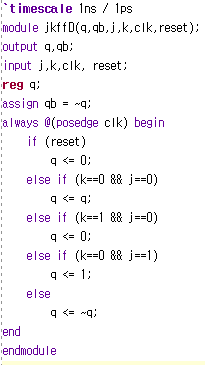 `timescale 1ns / 1ps
module jkffD(q,qb,j,k,clk,reset);
output q,qb;
input j,k,clk, reset;
reg q;
assign qb = ~q;
always @(posedge clk) begin
    if (reset)
        q <= 0;
    else if (k==0 && j==0)
        q <= q;
    else if (k==1 && j==0)
        q <= 0;
    else if (k==0 && j==1)
        q <= 1;
    else
        q <= ~q;
end
endmodule